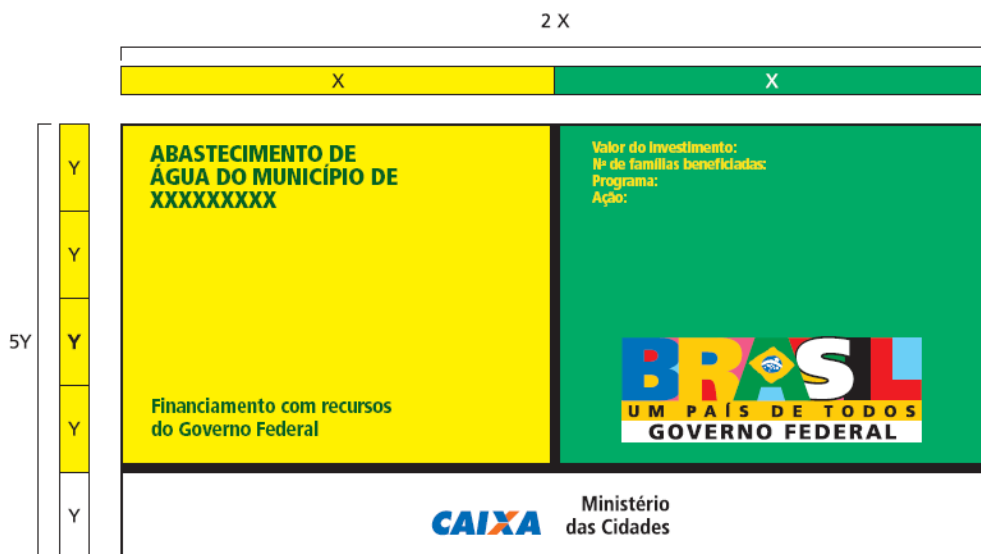 2 X
X
X
5Y
Y
Y
Y
Y
Y
ABASTECIMENTO DE
ÁGUA DO MUNICÍPIO DE
XXXXXXXXX
Financiamento com recursos
do Governo Federal
Valor do Investimento:
Nº de famílias beneficiadas:
Programa:
Ação:
BRASIL
UM PAÍS DE TODOS
GOVERNO FEDERAL
CAIXA
Ministério
das Cidades